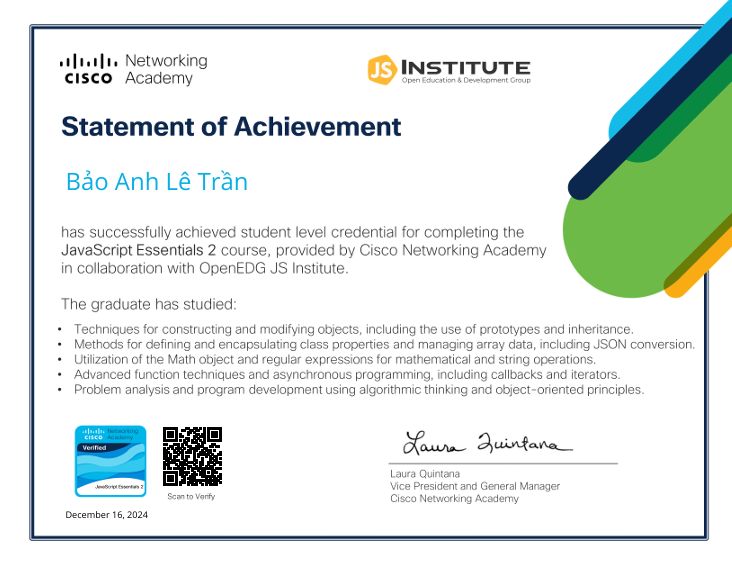 Networking
CISCO Academy
JS INSTITUTE
Open Education & Development Group
Statement of Achievement
Bảo Anh Lê Trần
has successfully achieved student level credential for completing the
JavaScript Essentials 2 course, provided by Cisco Networking Academy
in collaboration with OpenEDG JS Institute.
The graduate has studied:
• Techniques for constructing and modifying objects, including the use of prototypes and inheritance.
• Methods for defining and encapsulating class properties and managing array data, including JSON conversion.
• Utilization of the Math object and regular expressions for mathematical and string operations.
• Advanced function techniques and asynchronous programming, including callbacks and iterators.
• Problem analysis and program development using algorithmic thinking and object-oriented principles.
Networking
CISCO Academy
Verified
JavaScript Essentials 2
Scan to Verify
December 16, 2024
Laura Quintana
Laura Quintana
Vice President and General Manager
Cisco Networking Academy